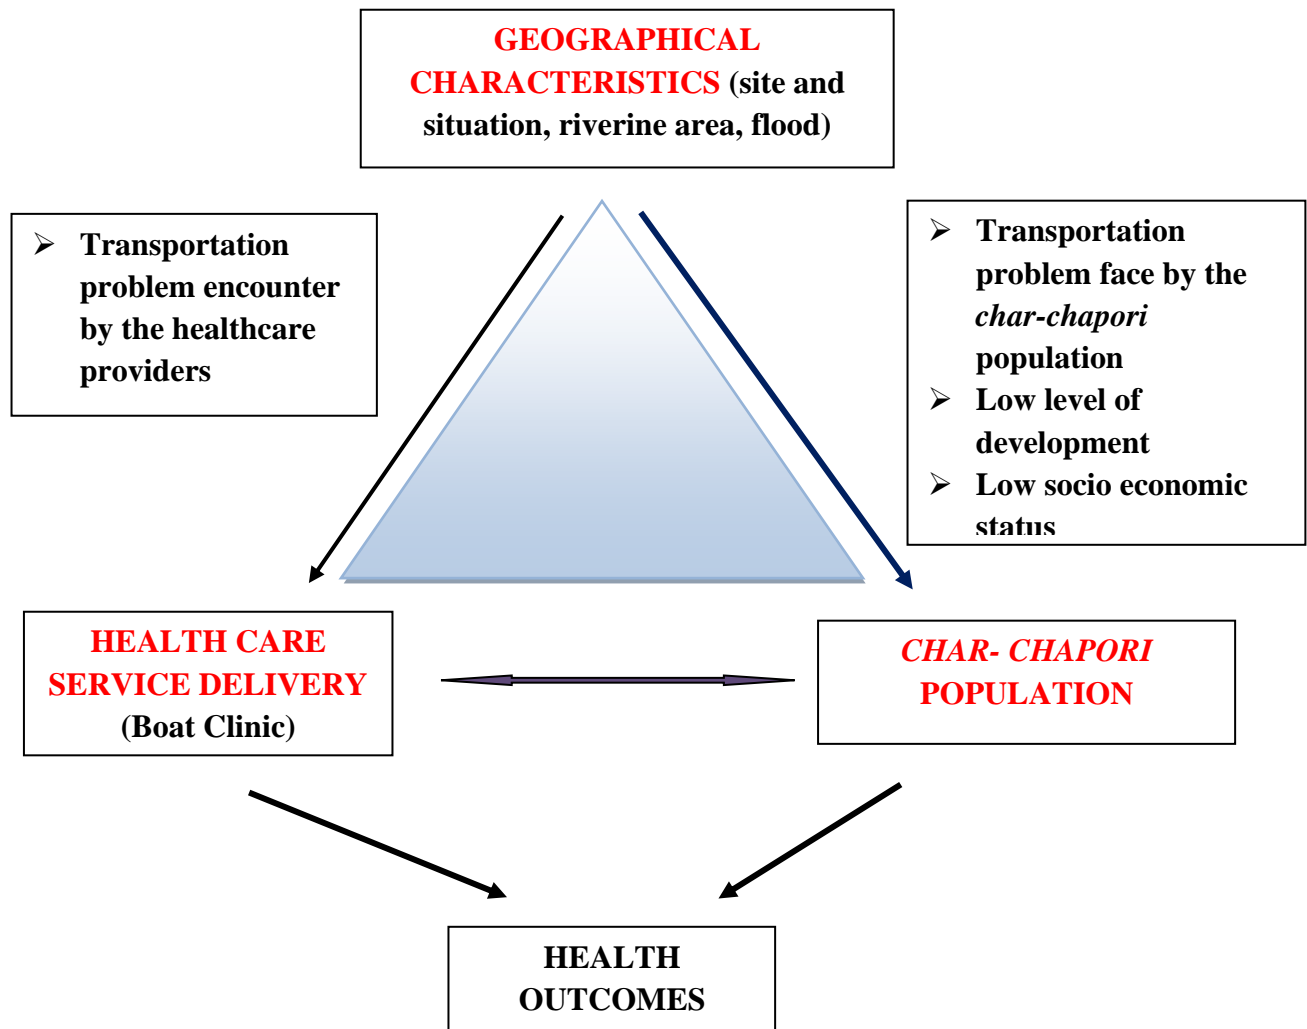 GEOGRAPHICAL
CHARACTERISTICS (site and
situation, riverine area, flood)
➢ Transportation
problem encounter
by the healthcare
providers
➢ Transportation
problem face by the
char-chapori
population
➢ Low level of
development
➢ Low socio economic
status
HEALTH CARE
SERVICE DELIVERY
(Boat Clinic)
CHAR- CHAPORI
POPULATION
HEALTH
OUTCOMES